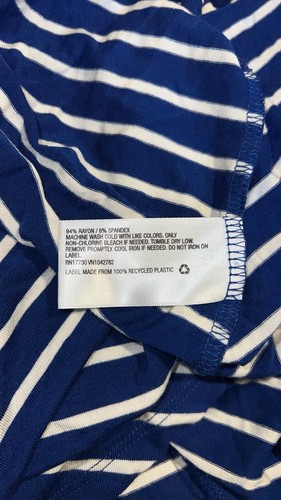 94% RAYON / 6% SPANDEX
MACHINE WASH COLD WITH LIKE COLORS. ONLY
NON-CHLORINE BLEACH IF NEEDED. TUMBLE DRY LOW.
REMOVE PROMPTLY. COOL IRON IF NEEDED. DO NOT IRON ON
LABEL.
RN17730 VN1042782
LABEL MADE FROM 100% RECYCLED PLASTIC